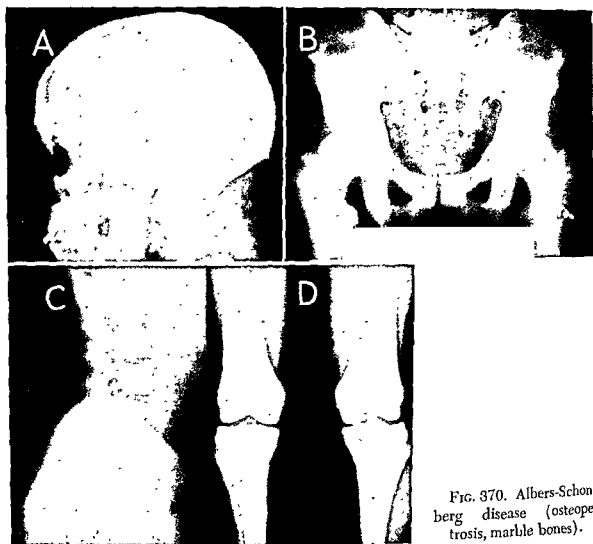 A
B
C
D
FIG. 370. Albers-Schon
berg disease (osteope
trosis, marble bones).